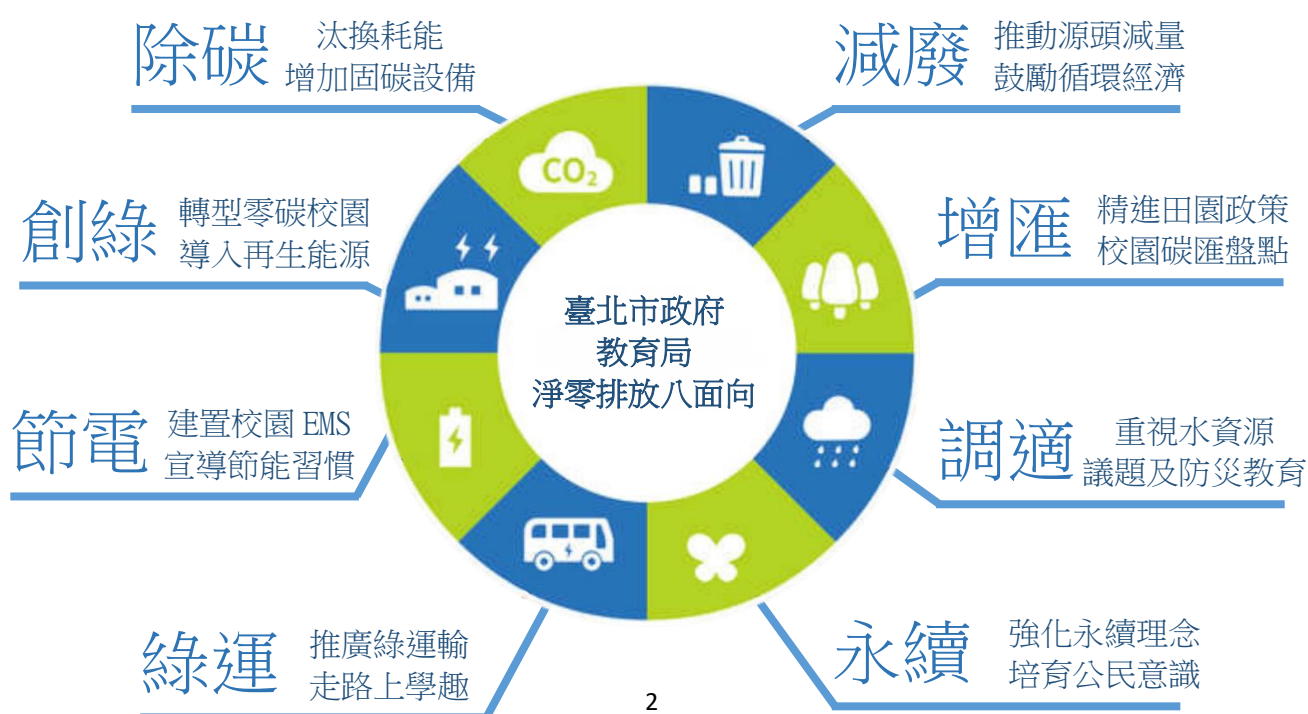 除碳
汰換耗能
增加固碳設備
減廢
推動源頭減量
鼓勵循環經濟
CO₂
創綠
轉型零碳校園
導入再生能源
增匯
精進田園政策
校園碳匯盤點
臺北市政府
教育局
淨零排放八面向
節電
建置校園 EMS
宣導節能習慣
調適
重視水資源
議題及防災教育
綠運
推廣綠運輸
走路上學趣
永續
強化永續理念
培育公民意識
2